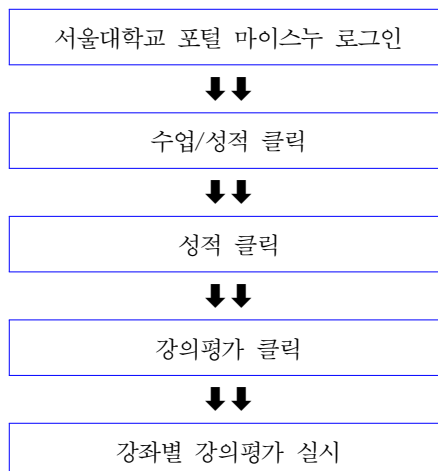 서울대학교 포털 마이스누 로그인
수업/성적 클릭
성적 클릭
강의평가 클릭
강좌별 강의평가 실시